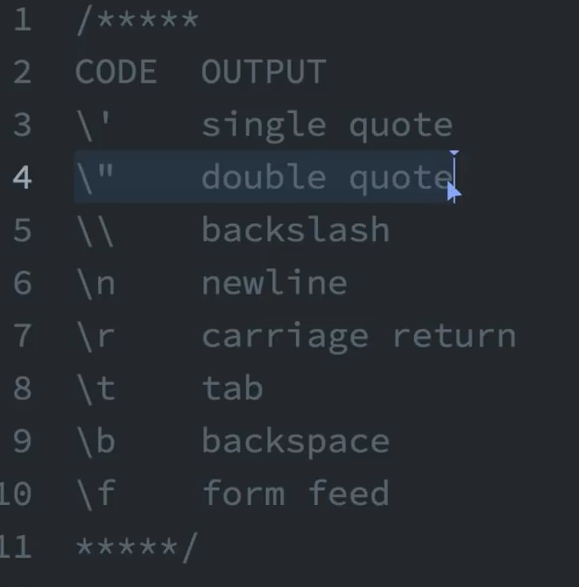 1 /*****
2 CODE OUTPUT
3 \' single quote
4 \" double quote
5 \\ backslash
6 \n newline
7 \r carriage return
8 \t tab
9 \b backspace
10 \f form feed
11 *****/